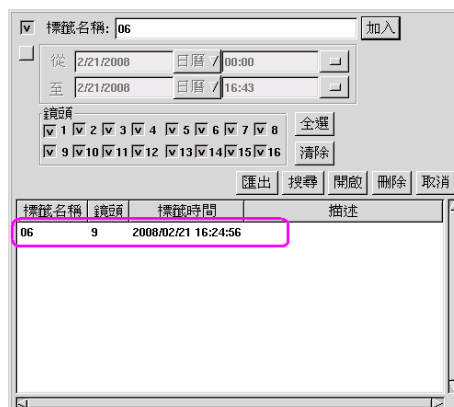 標籤名稱: 06 加入
從 2/21/2008 日曆 / 00:00
至 2/21/2008 日曆 / 16:43
鏡頭
1 2 3 4 5 6 7 8 全選
9 10 11 12 13 14 15 16 清除
匯出 搜尋 開啟 刪除 取消
標籤名稱 鏡頭 標籤時間 描述
06 9 2008/02/21 16:24:56